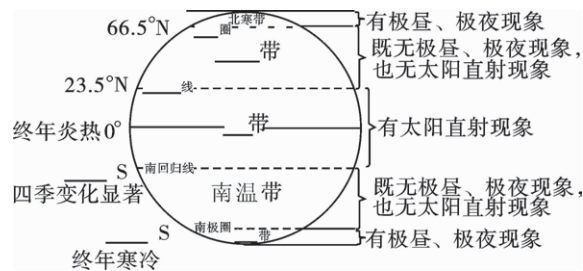 北寒带
66.5°N
圈
有极昼、极夜现象
带
既无极昼、极夜现象，
也无太阳直射现象
23.5°N
线
终年炎热0°
带
有太阳直射现象
S
南回归线
四季变化显著
南温带
既无极昼、极夜现象，
也无太阳直射现象
S
南极圈
带
有极昼、极夜现象
终年寒冷